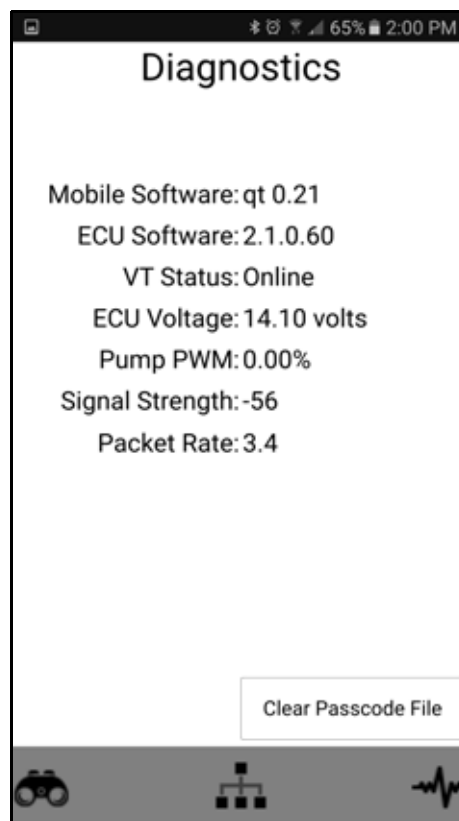 65% 2:00 PM
Diagnostics
Mobile Software: qt 0.21
ECU Software: 2.1.0.60
VT Status: Online
ECU Voltage: 14.10 volts
Pump PWM: 0.00%
Signal Strength: -56
Packet Rate: 3.4
Clear Passcode File